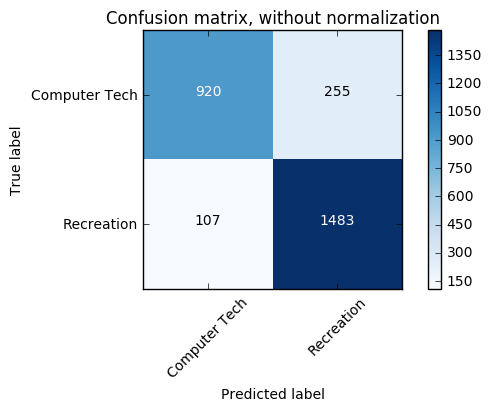 Confusion matrix, without normalization
True label
Computer Tech
Recreation
920
255
107
1483
Computer Tech
Recreation
Predicted label
1350
1200
1050
900
750
600
450
300
150